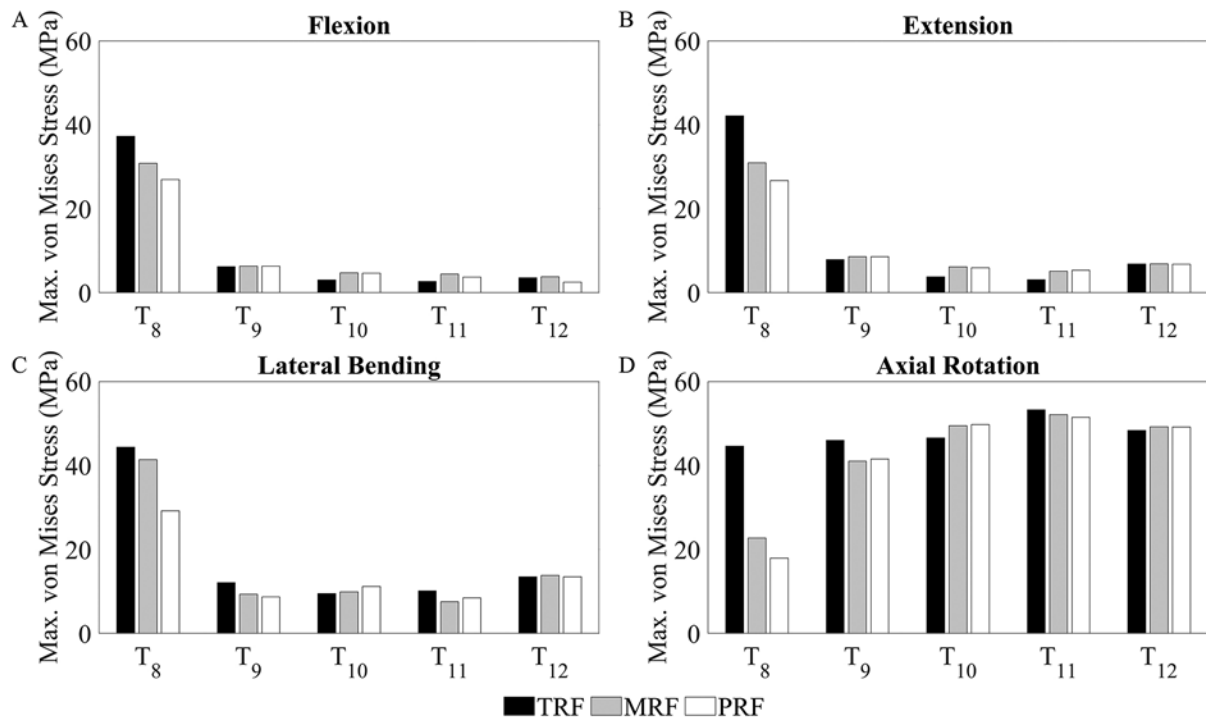 A
Flexion
Max. von Mises Stress (MPa)
60
40
20
0
T8 T9 T10 T11 T12
B
Extension
Max. von Mises Stress (MPa)
60
40
20
0
T8 T9 T10 T11 T12
C
Lateral Bending
Max. von Mises Stress (MPa)
60
40
20
0
T8 T9 T10 T11 T12
D
Axial Rotation
Max. von Mises Stress (MPa)
60
40
20
0
T8 T9 T10 T11 T12
TRF MRF PRF